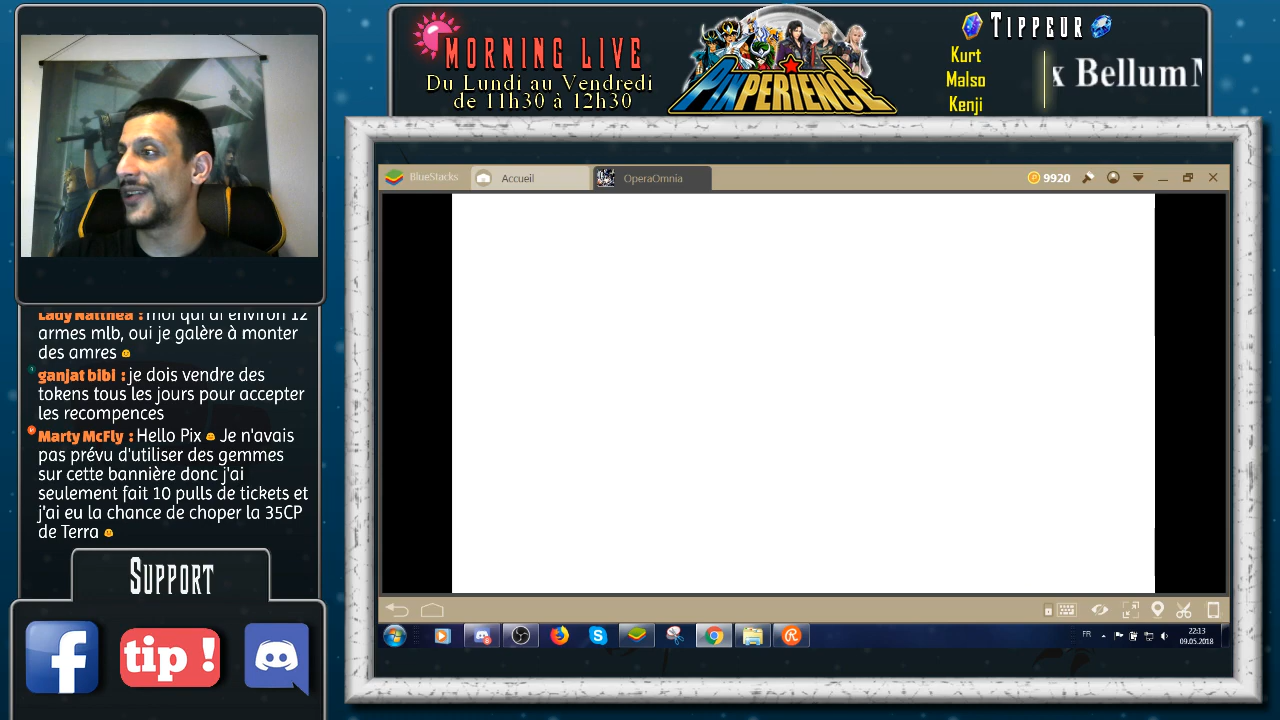 MORNING LIVE
Du Lundi au Vendredi
de 11h30 à 12h30
PIXPERIENCE
TIPPEUR
Kurt
Malso
Kenji
x Bellum
BlueStacks
Accueil
OperaOmnia
9920
Lady Nalthea : moi qui ai environ 12
armes mlb, oui je galère à monter
des amres
ganjat bibi : je dois vendre des
tokens tous les jours pour accepter
les recompences
Marty McFly : Hello Pix Je n'avais
pas prévu d'utiliser des gemmes
sur cette bannière donc j'ai
seulement fait 10 pulls de tickets et
j'ai eu la chance de choper la 35CP
de Terra
SUPPORT
f
tip !
FR
22:13
09.05.2018